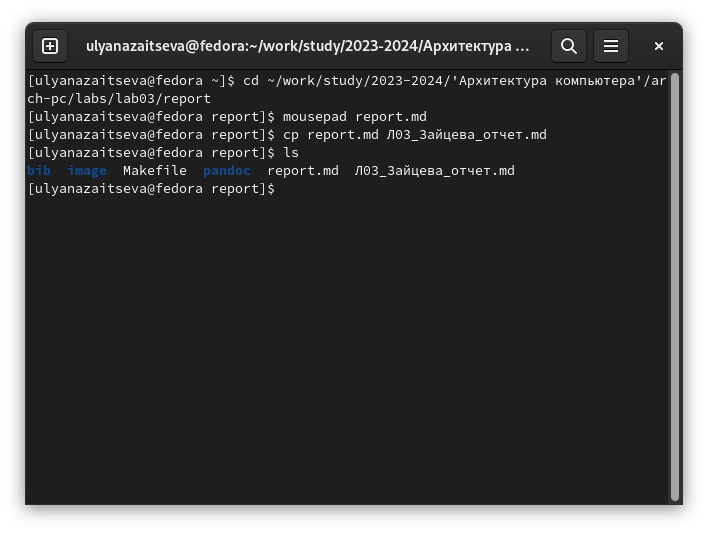 ulyanazaitseva@fedora:~/work/study/2023-2024/Архитектура ...
[ulyanazaitseva@fedora ~]$ cd ~/work/study/2023-2024/'Архитектура компьютера'/ar
ch-pc/labs/lab03/report
[ulyanazaitseva@fedora report]$ mousepad report.md
[ulyanazaitseva@fedora report]$ cp report.md Л03_Зайцева_отчет.md
[ulyanazaitseva@fedora report]$ ls
bib  image  Makefile  pandoc  report.md  Л03_Зайцева_отчет.md
[ulyanazaitseva@fedora report]$